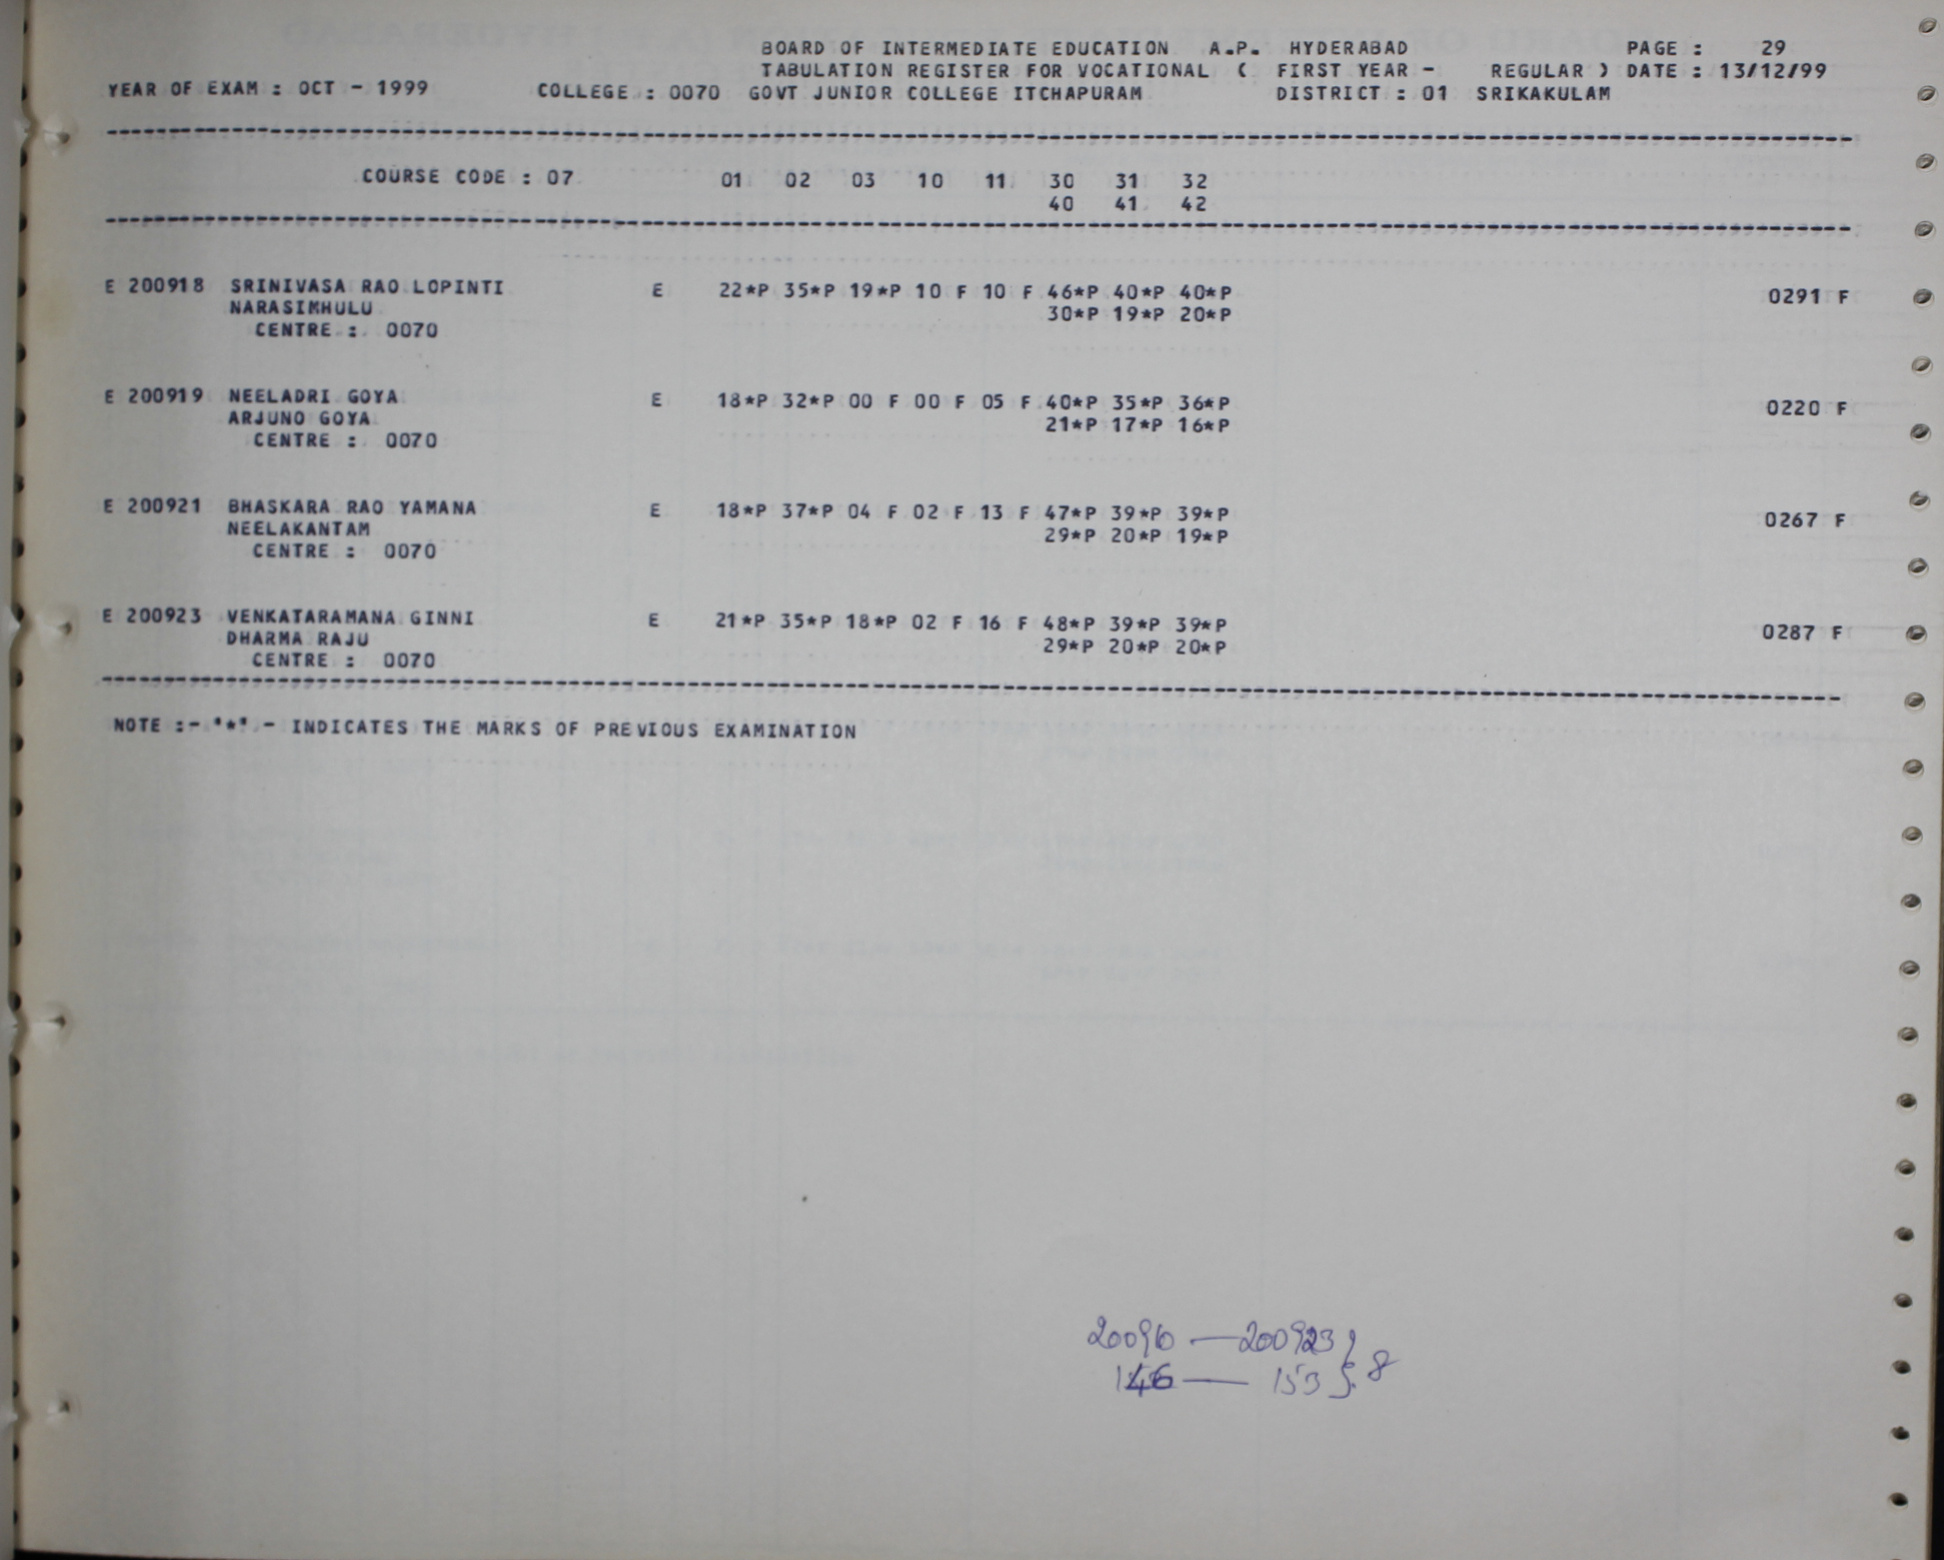 BOARD OF INTERMEDIATE EDUCATION A.P. HYDERABAD PAGE : 29
TABULATION REGISTER FOR VOCATIONAL ( FIRST YEAR - REGULAR ) DATE : 13/12/99
YEAR OF EXAM : OCT - 1999 COLLEGE : 0070 GOVT JUNIOR COLLEGE ITCHAPURAM DISTRICT : 01 SRIKAKULAM
COURSE CODE : 07 01 02 03 10 11 30 31 32
40 41 42
E 200918 SRINIVASA RAO LOPINTI E 22*P 35*P 19*P 10 F 10 F 46*P 40*P 40*P 0291 F
NARASIMHULU 30*P 19*P 20*P
CENTRE : 0070
E 200919 NEELADRI GOYA E 18*P 32*P 00 F 00 F 05 F 40*P 35*P 36*P 0220 F
ARJUNO GOYA 21*P 17*P 16*P
CENTRE : 0070
E 200921 BHASKARA RAO YAMANA E 18*P 37*P 04 F 02 F 13 F 47*P 39*P 39*P 0267 F
NEELAKANTAM 29*P 20*P 19*P
CENTRE : 0070
E 200923 VENKATARAMANA GINNI E 21*P 35*P 18*P 02 F 16 F 48*P 39*P 39*P 0287 F
DHARMA RAJU 29*P 20*P 20*P
CENTRE : 0070
NOTE :- '*' - INDICATES THE MARKS OF PREVIOUS EXAMINATION
— 200923 } 8
146 — 153